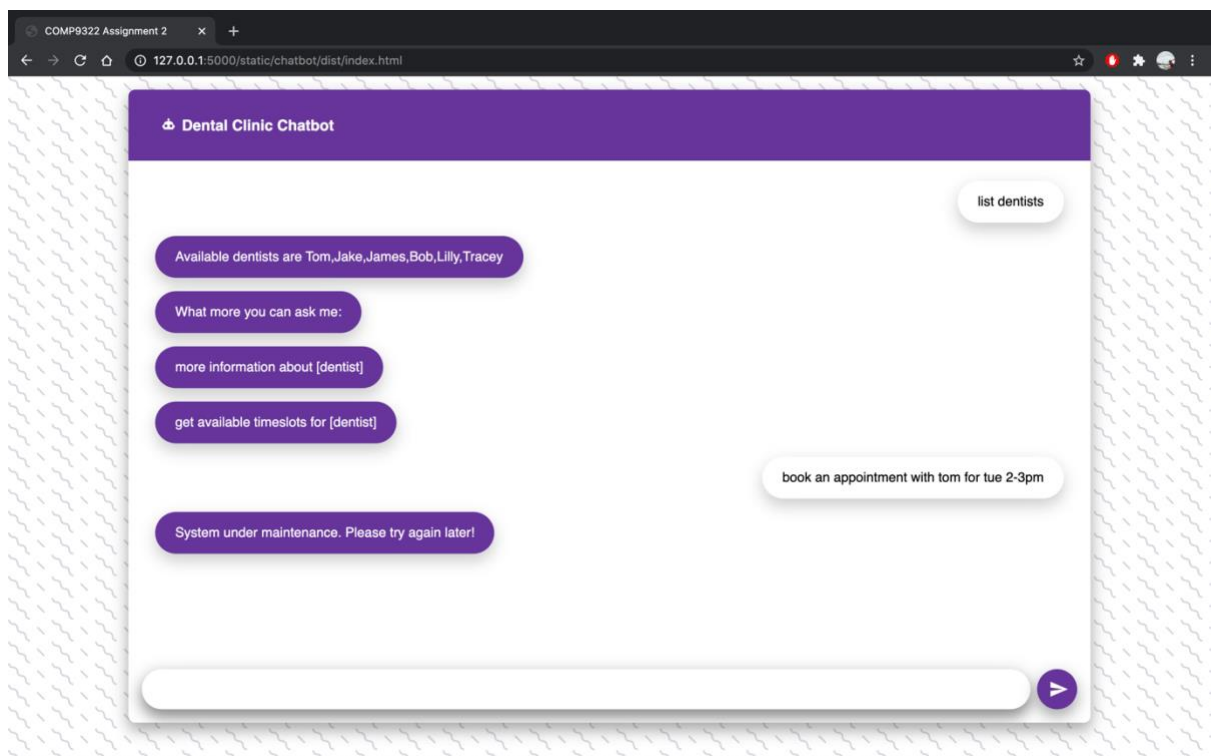 COMP9322 Assignment 2
127.0.0.1:5000/static/chatbot/dist/index.html
Dental Clinic Chatbot
list dentists
Available dentists are Tom,Jake,James,Bob,Lilly,Tracey
What more you can ask me:
more information about [dentist]
get available timeslots for [dentist]
book an appointment with tom for tue 2-3pm
System under maintenance. Please try again later!